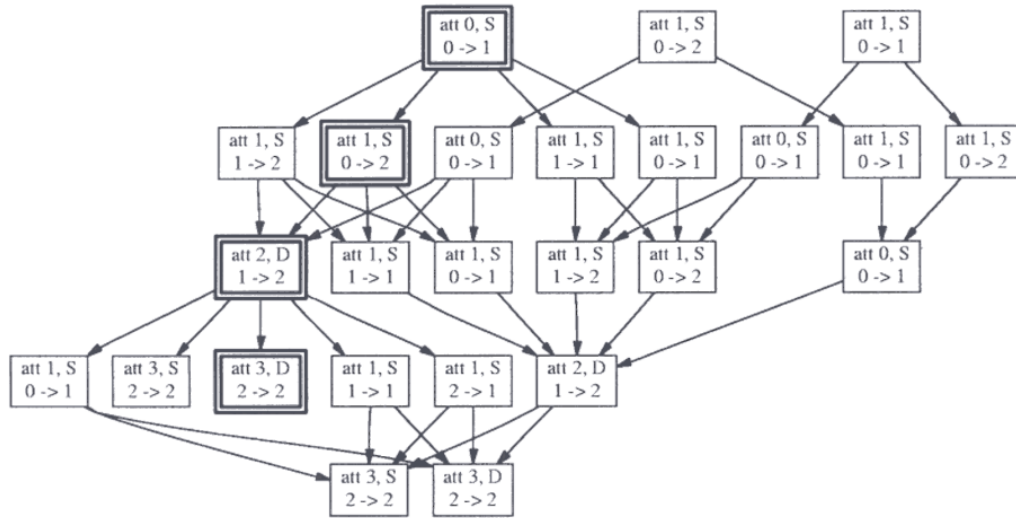 att 0, S
0 -> 1
att 1, S
0 -> 2
att 1, S
0 -> 1
att 1, S
1 -> 2
att 1, S
0 -> 2
att 0, S
0 -> 1
att 1, S
1 -> 1
att 1, S
0 -> 1
att 0, S
0 -> 1
att 1, S
0 -> 1
att 1, S
0 -> 2
att 2, D
1 -> 2
att 1, S
1 -> 1
att 1, S
0 -> 1
att 1, S
1 -> 2
att 1, S
0 -> 2
att 0, S
0 -> 1
att 1, S
0 -> 1
att 3, S
2 -> 2
att 3, D
2 -> 2
att 1, S
1 -> 1
att 1, S
2 -> 1
att 2, D
1 -> 2
att 3, S
2 -> 2
att 3, D
2 -> 2